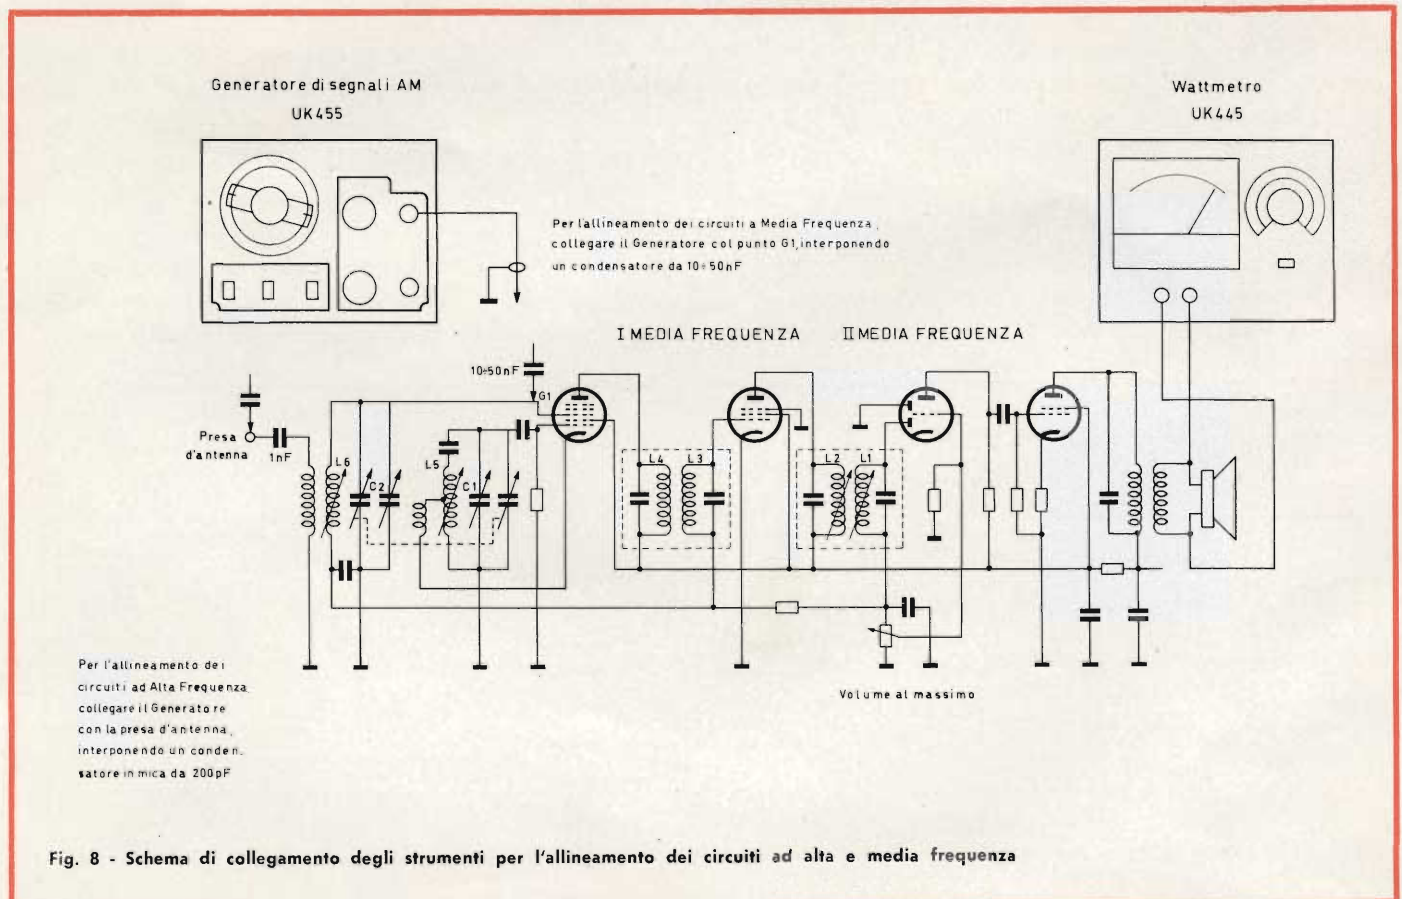 Generatore di segnali AM
UK455
Wattmetro
UK445
Per l'allineamento dei circuiti a Media Frequenza,
collegare il Generatore col punto G1, interponendo
un condensatore da 10÷50nF
I MEDIA FREQUENZA
II MEDIA FREQUENZA
10÷50nF
G1
Presa
d'antenna
1nF
L6
C2
L5
C1
L4
L3
L2
L1
Volume al massimo
Per l'allineamento dei
circuiti ad Alta Frequenza
collegare il Generatore
con la presa d'antenna,
interponendo un conden-
satore in mica da 200pF
Fig. 8 - Schema di collegamento degli strumenti per l'allineamento dei circuiti ad alta e media frequenza